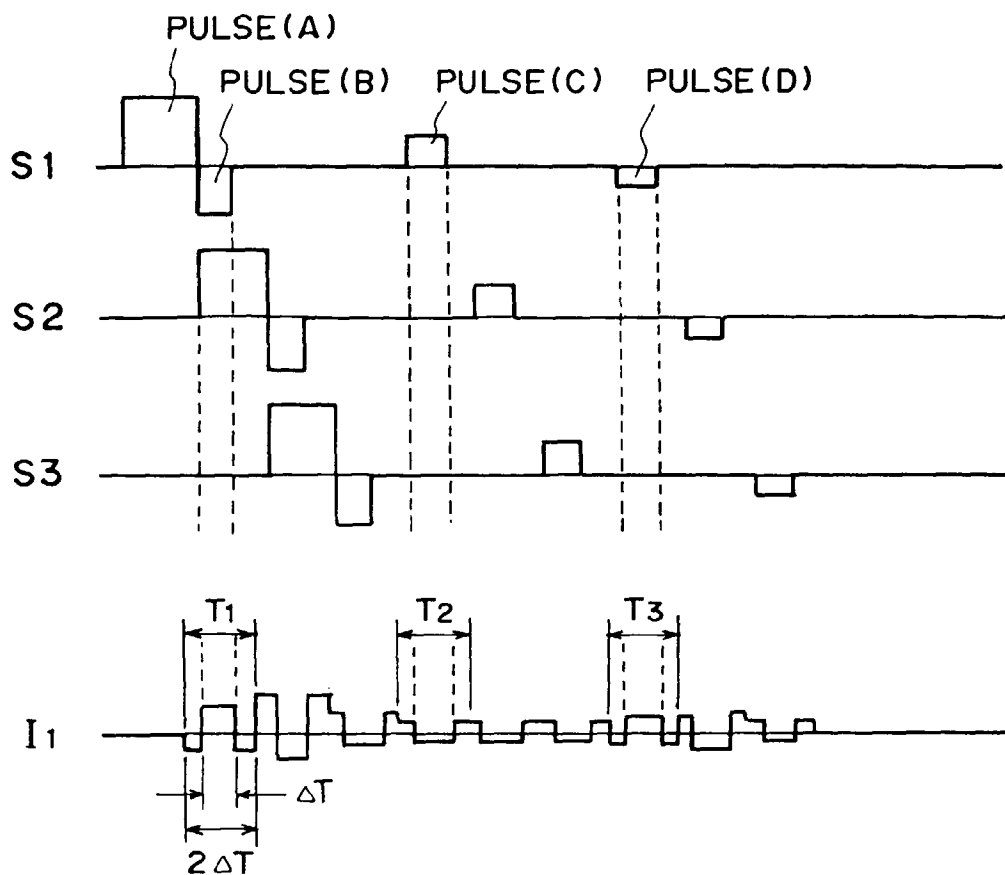 PULSE(A)
PULSE(B)
PULSE(C)
PULSE(D)
S1
S2
S3
T1
T2
T3
I1
ΔT
2ΔT